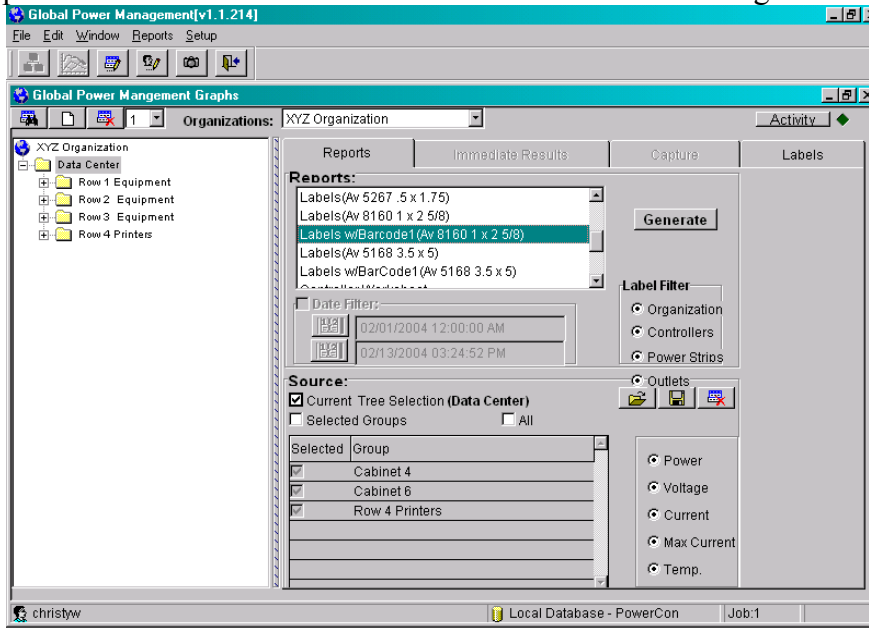 Global Power Management[v1.1.214]
File Edit Window Reports Setup
Global Power Mangement Graphs
1 Organizations: XYZ Organization Activity
XYZ Organization
Data Center
Row 1 Equipment
Row2 Equipment
Row3 Equipment
Row 4 Printers
Reports Immediate Results Capture Labels
Reports:
Labels(Av 5267 .5 x 1.75)
Labels(Av 8160 1 x 2 5/8)
Labels w/Barcode1(Av 8160 1 x 2 5/8)
Labels(Av 5168 3.5 x 5)
Labels w/BarCode1(Av 5168 3.5 x 5)
Generate
Date Filter:
02/01/2004 12:00:00 AM
02/13/2004 03:24:52 PM
Label Filter
Organization
Controllers
Power Strips
Outlets
Source:
Current Tree Selection (Data Center)
Selected Groups All
Selected Group
Cabinet 4
Cabinet 6
Row 4 Printers
Power
Voltage
Current
Max Current
Temp.
christyw Local Database - PowerCon Job:1